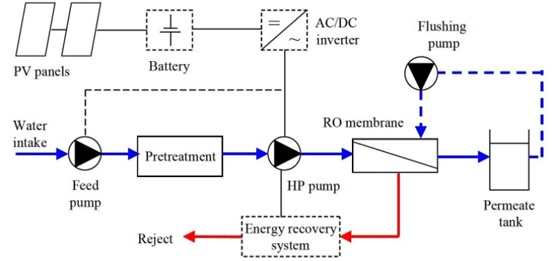 PV panels
Battery
=
~
AC/DC
inverter
Flushing
pump
Water
intake
Feed
pump
Pretreatment
HP pump
RO membrane
Permeate
tank
Energy recovery
system
Reject